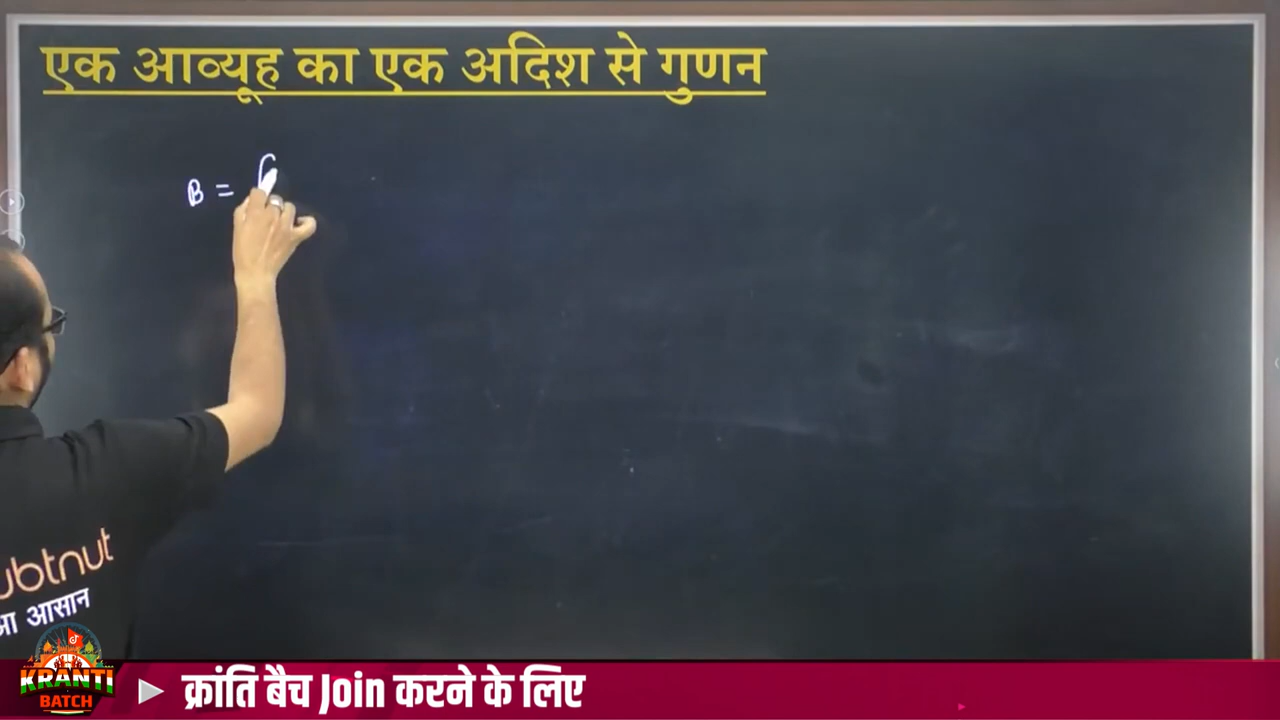 एक आव्यूह का एक अदिश से गुणन
B = [
ubtnut
आ आसान
KRANTI
BATCH
क्रांति बैच Join करने के लिए